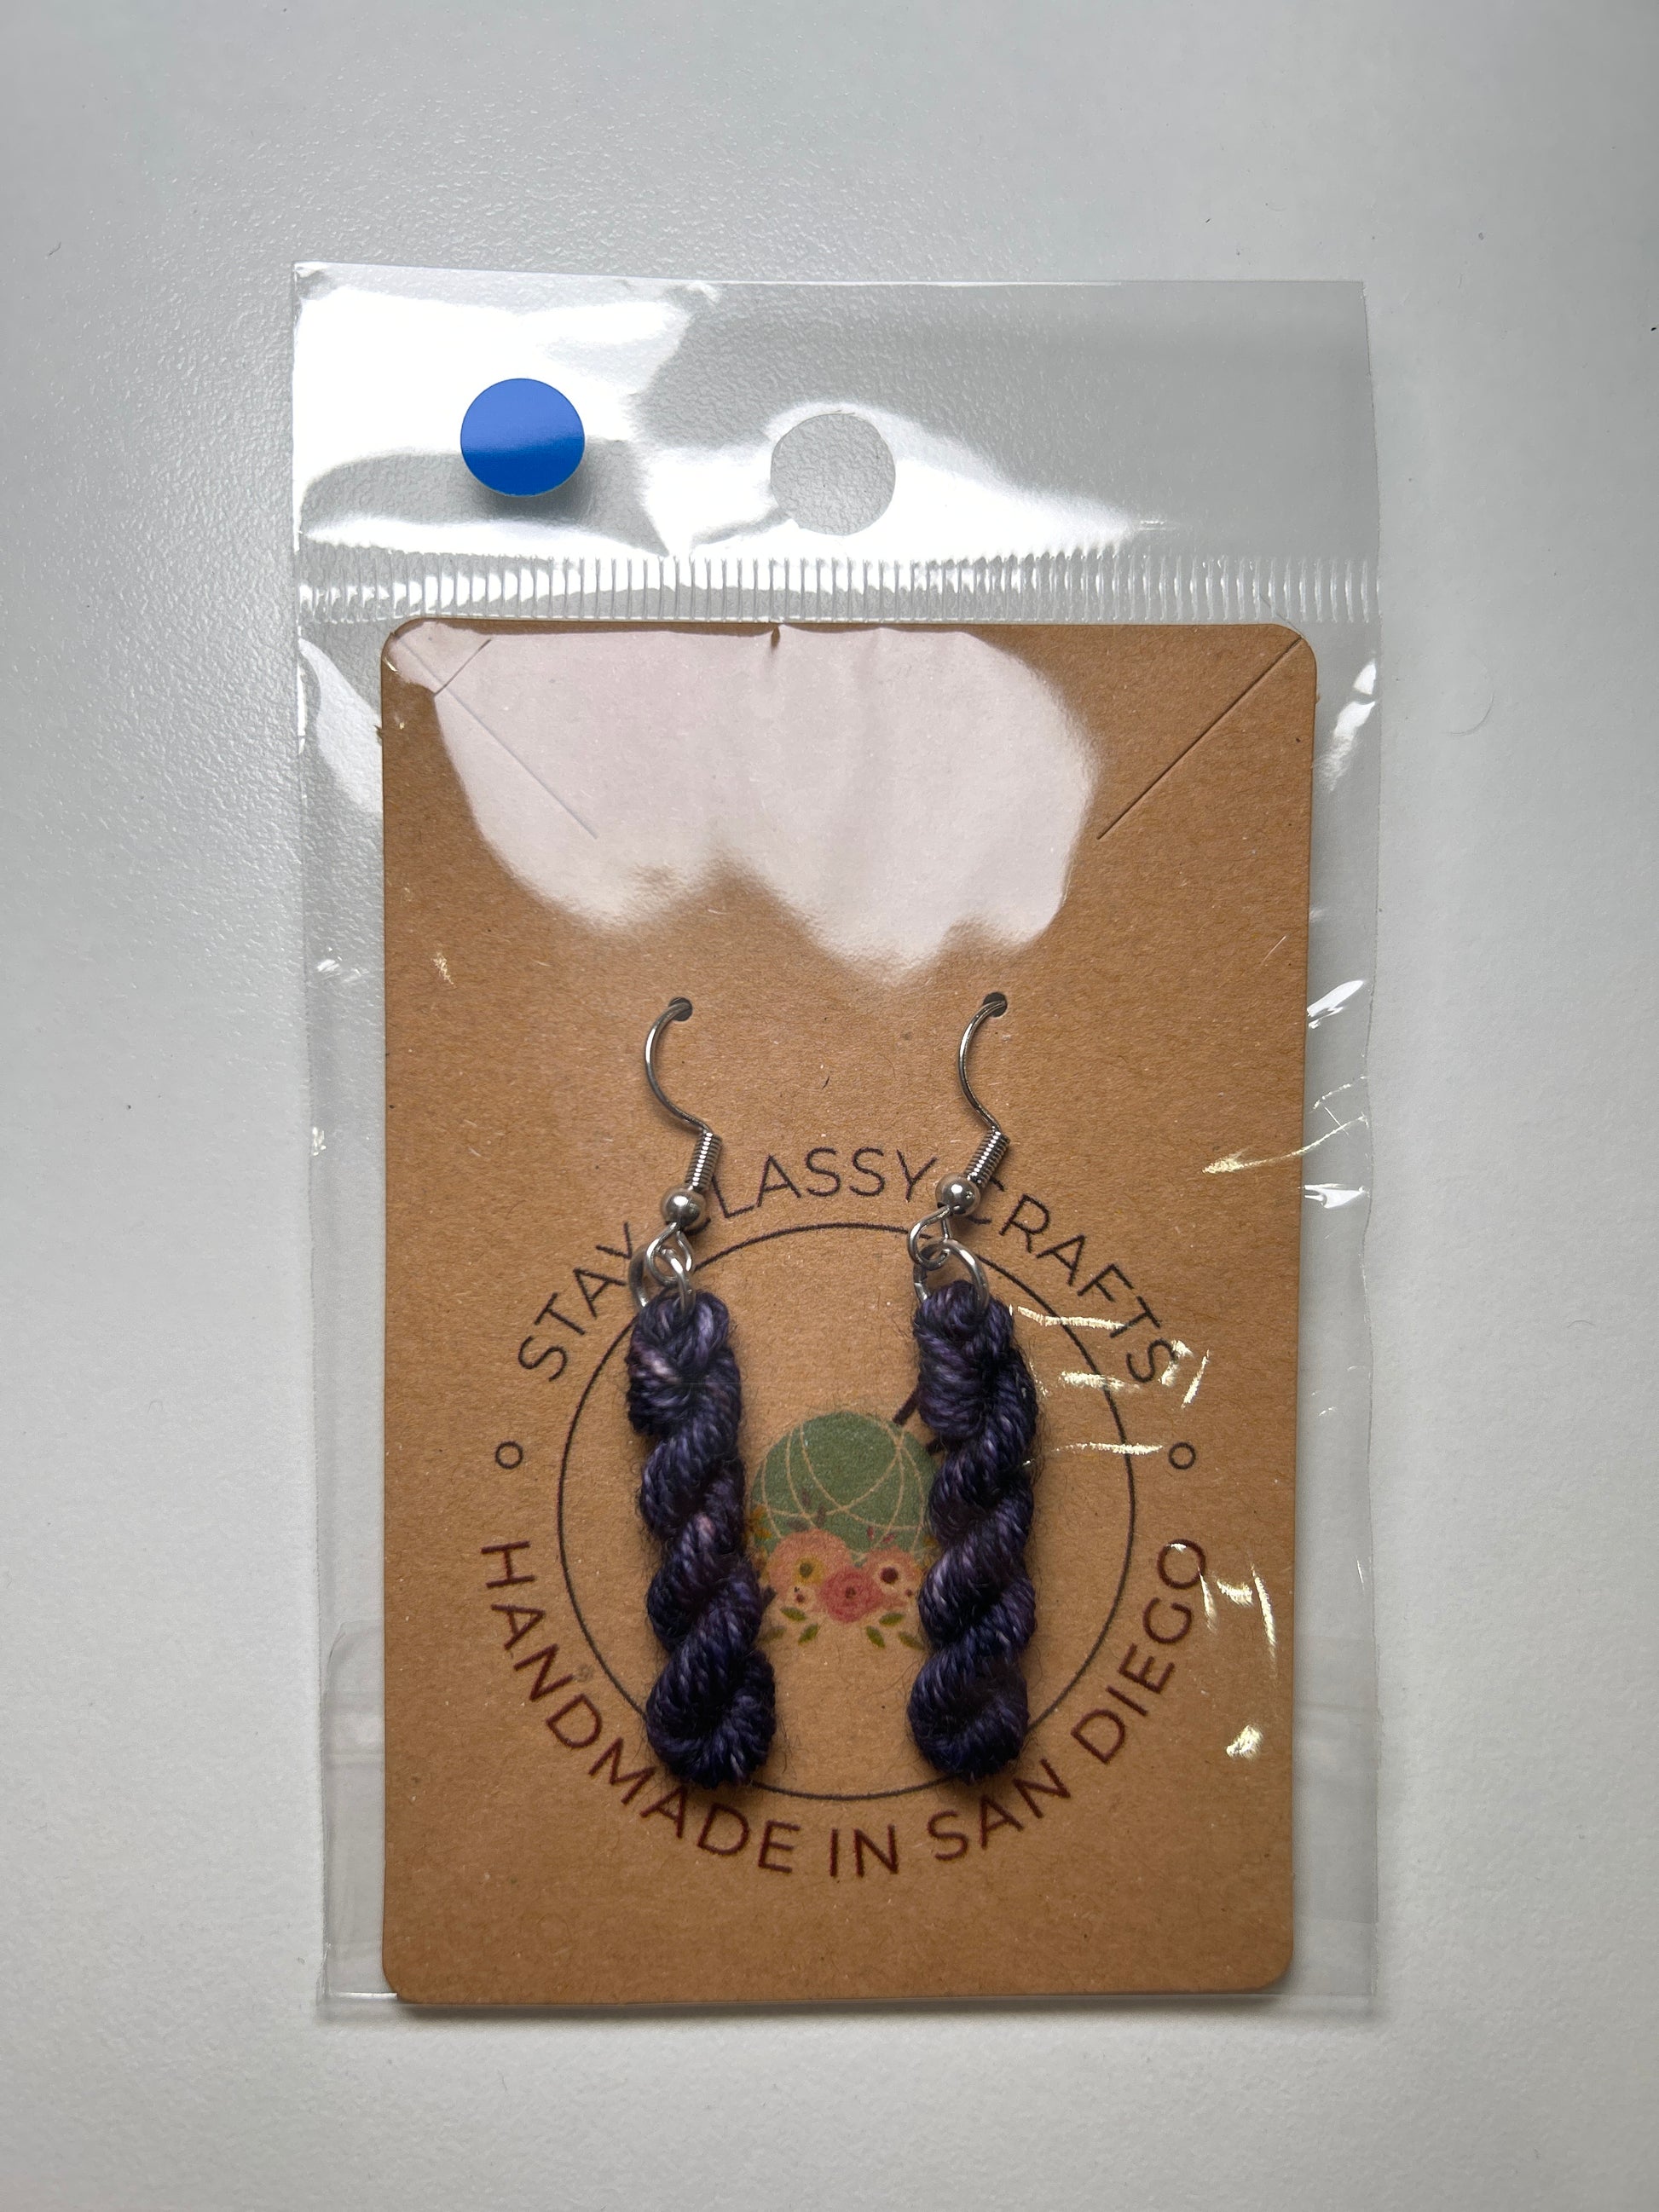 STAY CLASSY CRAFTS
HANDMADE IN SAN DIEGO